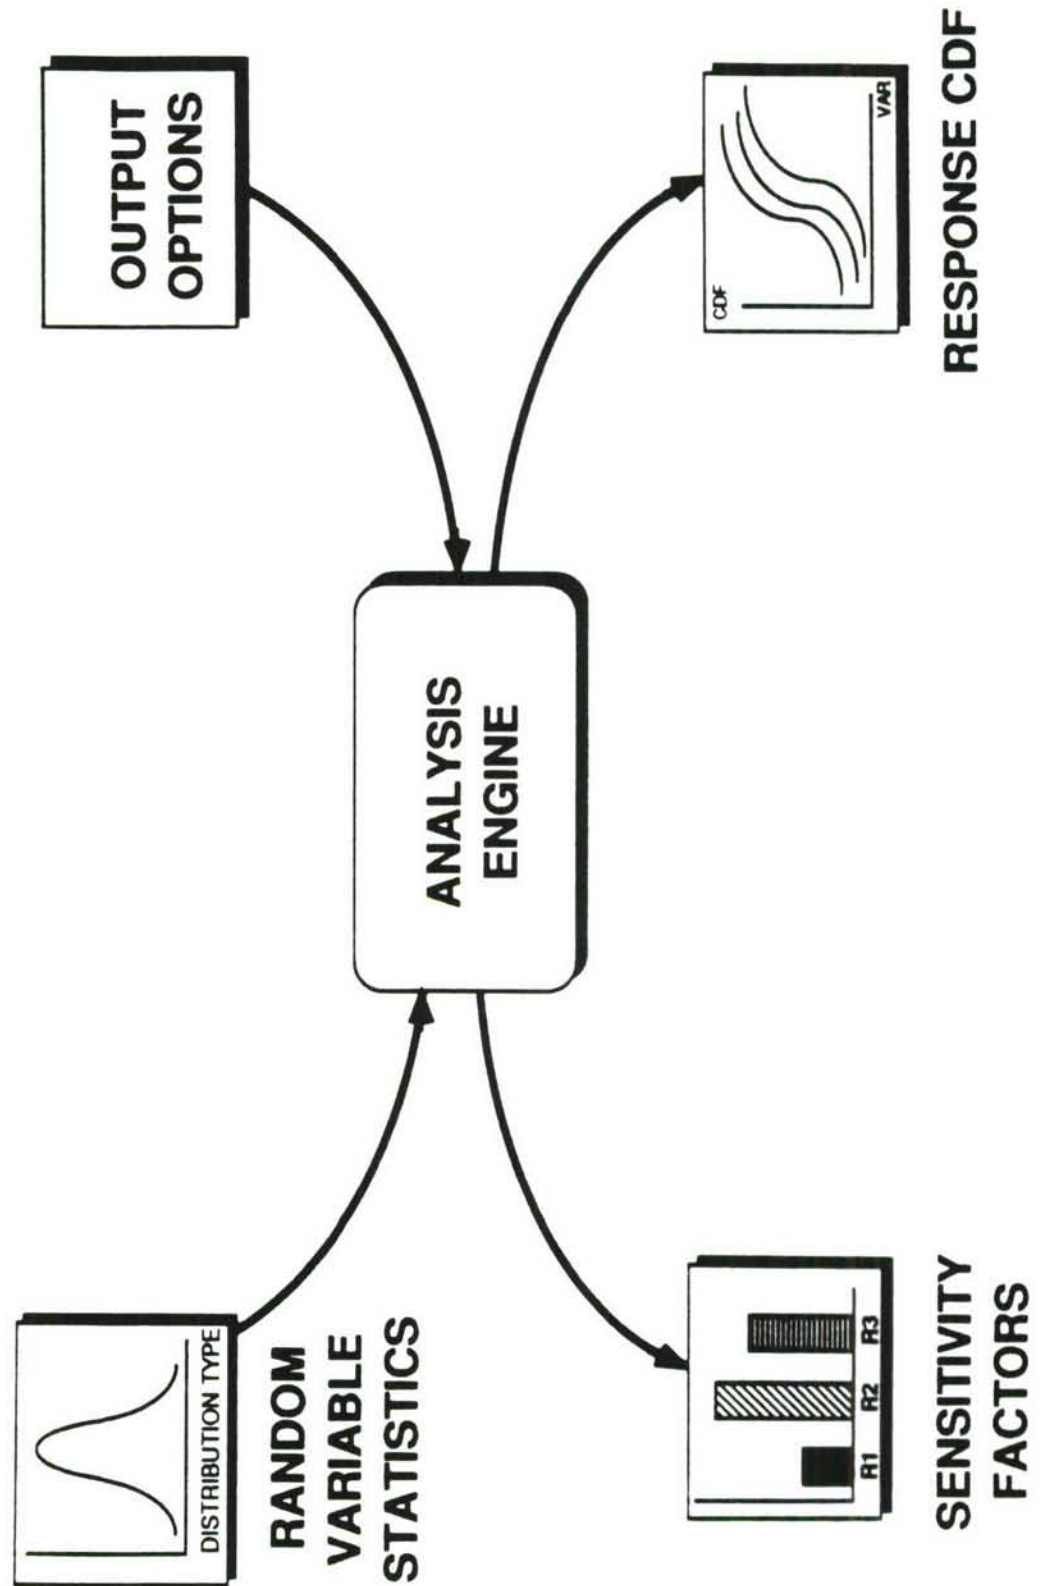 DISTRIBUTION TYPE
RANDOM
VARIABLE
STATISTICS
OUTPUT
OPTIONS
ANALYSIS
ENGINE
R1 R2 R3
SENSITIVITY
FACTORS
CDF
VAR
RESPONSE CDF